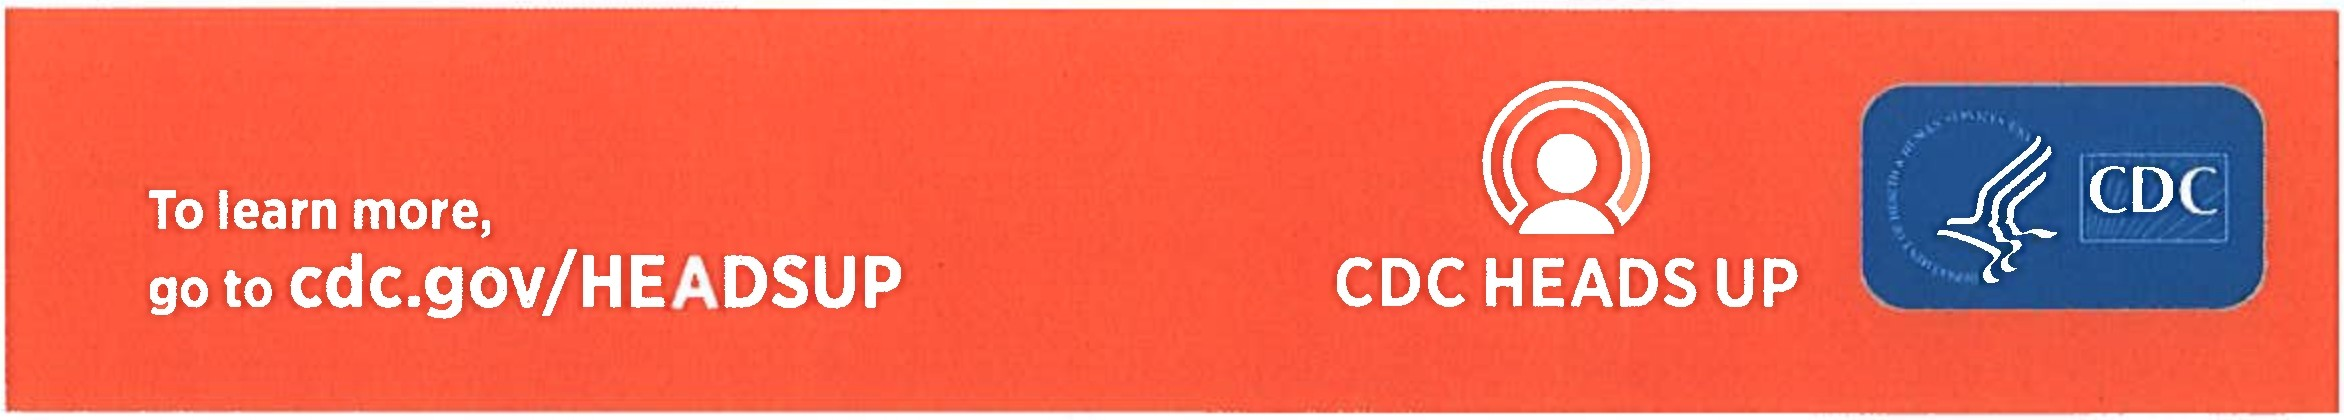 To learn more,
go to cdc.gov/HEADSUP
CDC HEADS UP
CDC